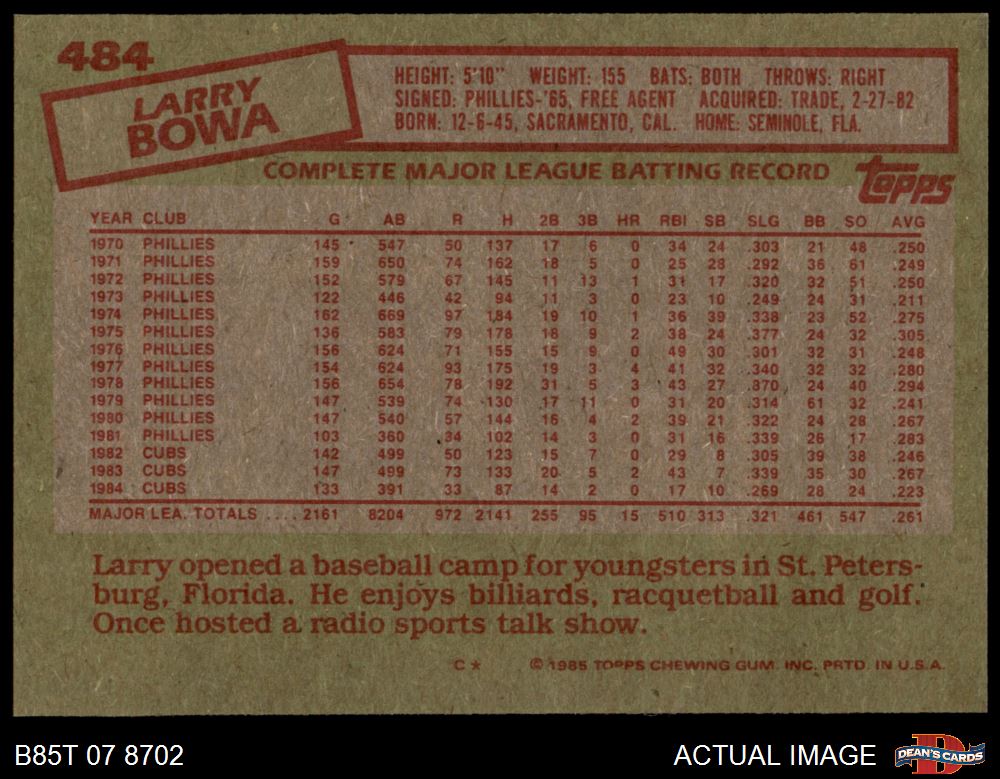 484
LARRY
BOWA
HEIGHT: 5'10" WEIGHT: 155 BATS: BOTH THROWS: RIGHT
SIGNED: PHILLIES-'65, FREE AGENT ACQUIRED: TRADE, 2-27-82
BORN: 12-6-45, SACRAMENTO, CAL. HOME: SEMINOLE, FLA.
COMPLETE MAJOR LEAGUE BATTING RECORD
topps
YEAR CLUB G AB R H 2B 3B HR RBI SB SLG BB SO AVG
1970 PHILLIES 145 547 50 137 17 6 0 34 24 .303 21 48 .250
1971 PHILLIES 159 650 74 162 18 5 0 25 28 .292 36 61 .249
1972 PHILLIES 152 579 67 145 11 13 1 31 17 .320 32 51 .250
1973 PHILLIES 122 446 42 94 11 3 0 23 10 .249 24 31 .211
1974 PHILLIES 162 669 97 184 19 10 1 36 39 .338 23 52 .275
1975 PHILLIES 136 583 79 178 18 9 2 38 24 .377 24 32 .305
1976 PHILLIES 156 624 71 155 15 9 0 49 30 .301 32 31 .248
1977 PHILLIES 154 624 93 175 19 3 4 41 32 .340 32 32 .280
1978 PHILLIES 156 654 78 192 31 5 3 43 27 .370 24 40 .294
1979 PHILLIES 147 539 74 130 17 11 0 31 20 .314 61 32 .241
1980 PHILLIES 147 540 57 144 16 4 2 39 21 .322 24 28 .267
1981 PHILLIES 103 360 34 102 14 3 0 31 16 .339 26 17 .283
1982 CUBS 142 499 50 123 15 7 0 29 8 .305 39 38 .246
1983 CUBS 147 499 73 133 20 5 2 43 7 .339 35 30 .267
1984 CUBS 133 391 33 87 14 2 0 17 10 .269 28 24 .223
MAJOR LEA. TOTALS .... 2161 8204 972 2141 255 95 15 510 313 .321 461 547 .261
Larry opened a baseball camp for youngsters in St. Peters-
burg, Florida. He enjoys billiards, racquetball and golf.
Once hosted a radio sports talk show.
C* © 1985 TOPPS CHEWING GUM, INC. PRTD. IN U.S.A.
B85T 07 8702 ACTUAL IMAGE
D
DEAN'S CARDS